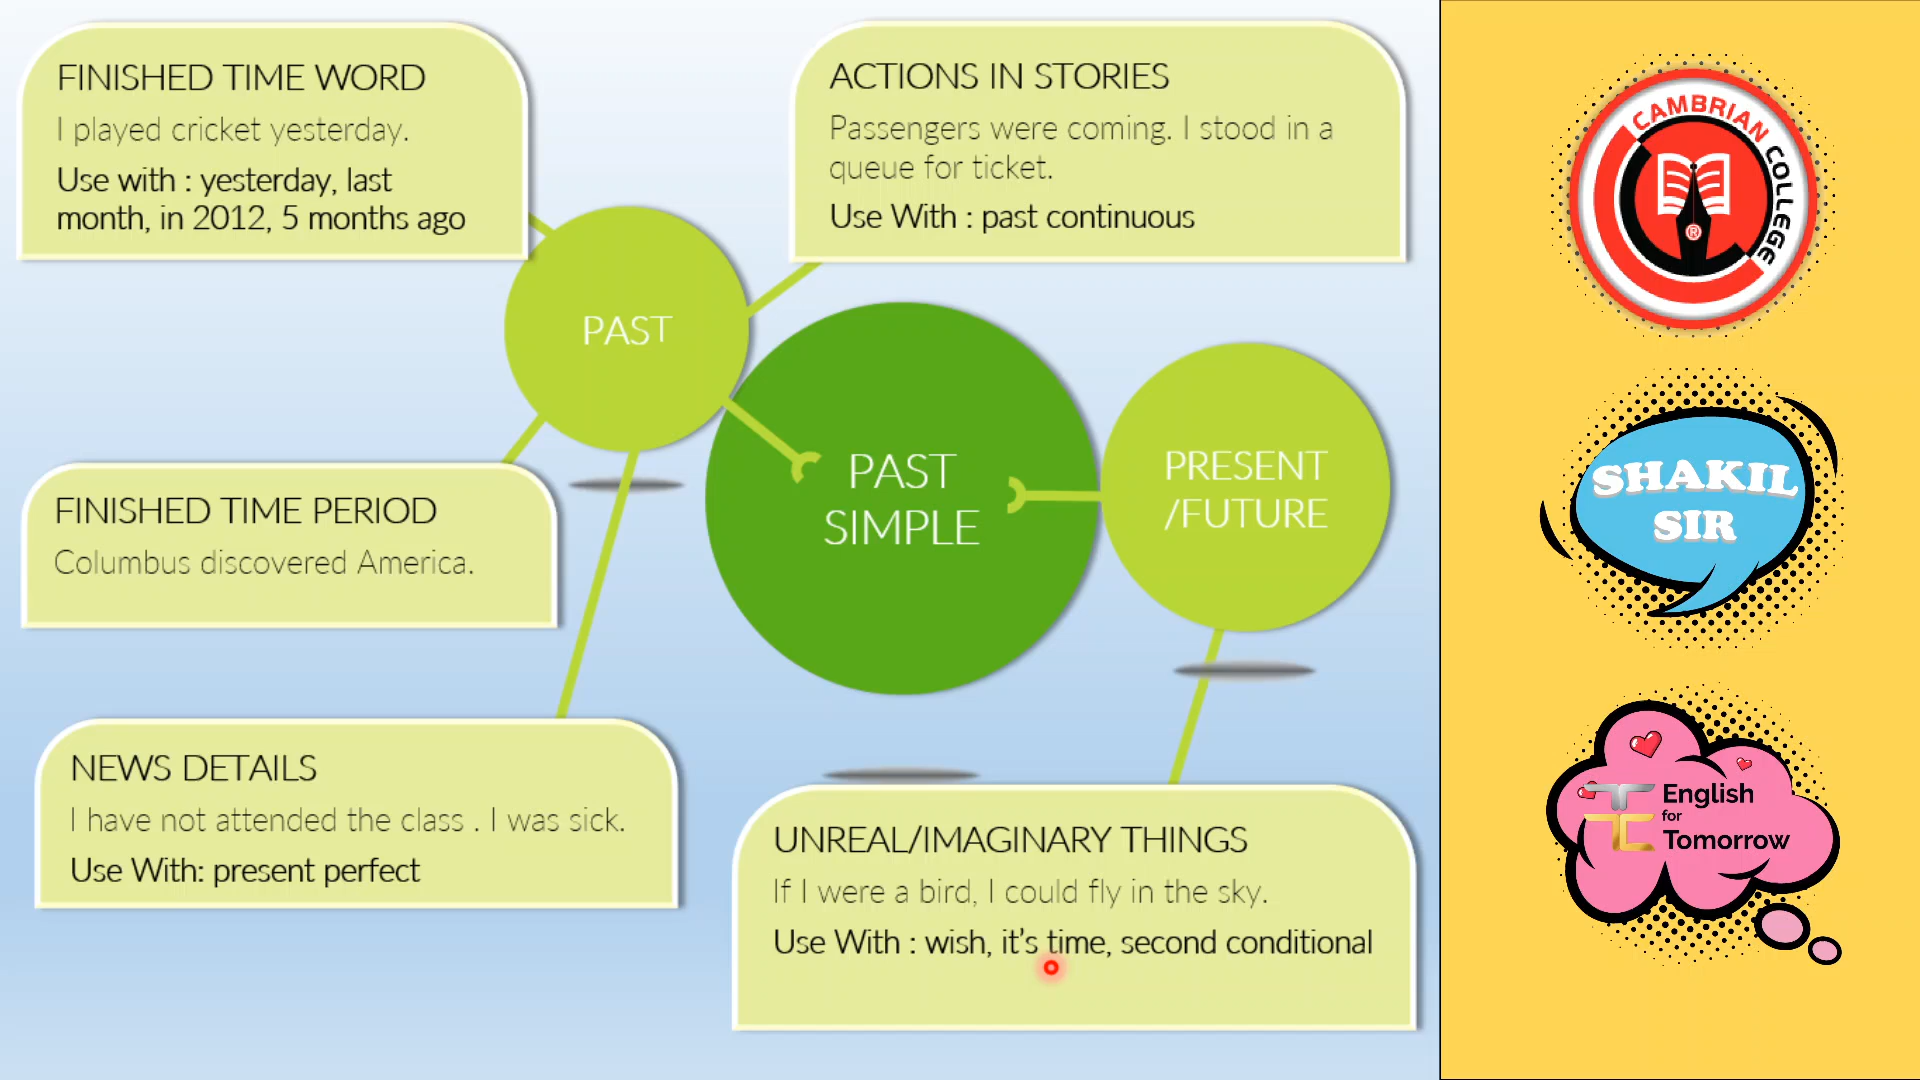 FINISHED TIME WORD
I played cricket yesterday.
Use with : yesterday, last
month, in 2012, 5 months ago
ACTIONS IN STORIES
Passengers were coming. I stood in a
queue for ticket.
Use With : past continuous
PAST
PAST
SIMPLE
PRESENT
/FUTURE
FINISHED TIME PERIOD
Columbus discovered America.
NEWS DETAILS
I have not attended the class . I was sick.
Use With: present perfect
UNREAL/IMAGINARY THINGS
If I were a bird, I could fly in the sky.
Use With : wish, it's time, second conditional
CAMBRIAN COLLEGE
®
SHAKIL
SIR
English
for
Tomorrow